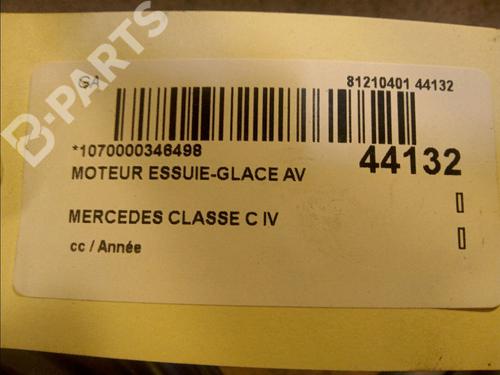 GA
81210401 44132
B-PARTS
*1070000346498
44132
MOTEUR ESSUIE-GLACE AV
MERCEDES CLASSE C IV
cc / Année